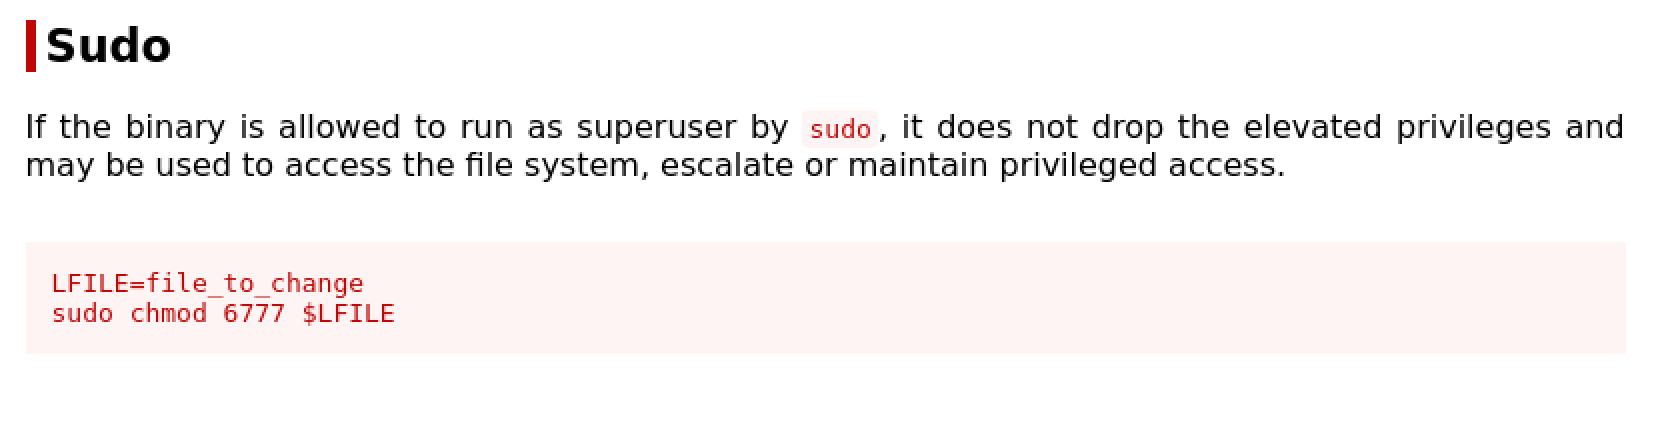 Sudo
If the binary is allowed to run as superuser by sudo, it does not drop the elevated privileges and
may be used to access the file system, escalate or maintain privileged access.
LFILE=file_to_change
sudo chmod 6777 $LFILE